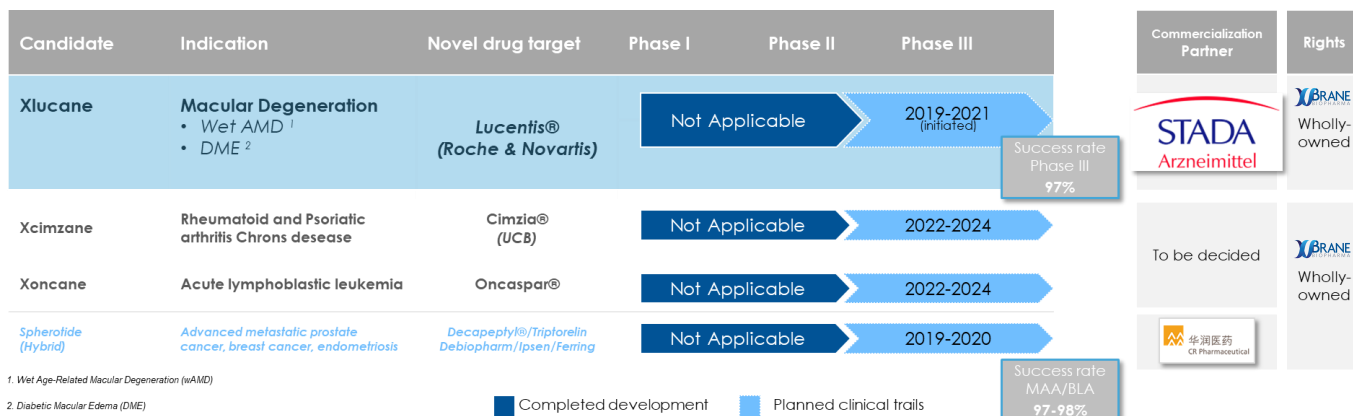 Candidate Indication Novel drug target Phase I Phase II Phase III Commercialization Partner Rights
Xlucane
Macular Degeneration
• Wet AMD 1
• DME 2
Lucentis®
(Roche & Novartis)
Not Applicable
2019-2021
(initiated)
Success rate
Phase III
97%
STADA
Arzneimittel
XBRANE
BIOPHARMA
Wholly-
owned
Xcimzane
Rheumatoid and Psoriatic
arthritis Chrons desease
Cimzia®
(UCB)
Not Applicable
2022-2024
To be decided
XBRANE
BIOPHARMA
Wholly-
owned
Xoncane
Acute lymphoblastic leukemia
Oncaspar®
Not Applicable
2022-2024
Spherotide
(Hybrid)
Advanced metastatic prostate
cancer, breast cancer, endometriosis
Decapeptyl®/Triptorelin
Debiopharm/Ipsen/Ferring
Not Applicable
2019-2020
华润医药
CR Pharmaceutical
Success rate
MAA/BLA
97-98%
1. Wet Age-Related Macular Degeneration (wAMD)
2. Diabetic Macular Edema (DME)
Completed development
Planned clinical trails